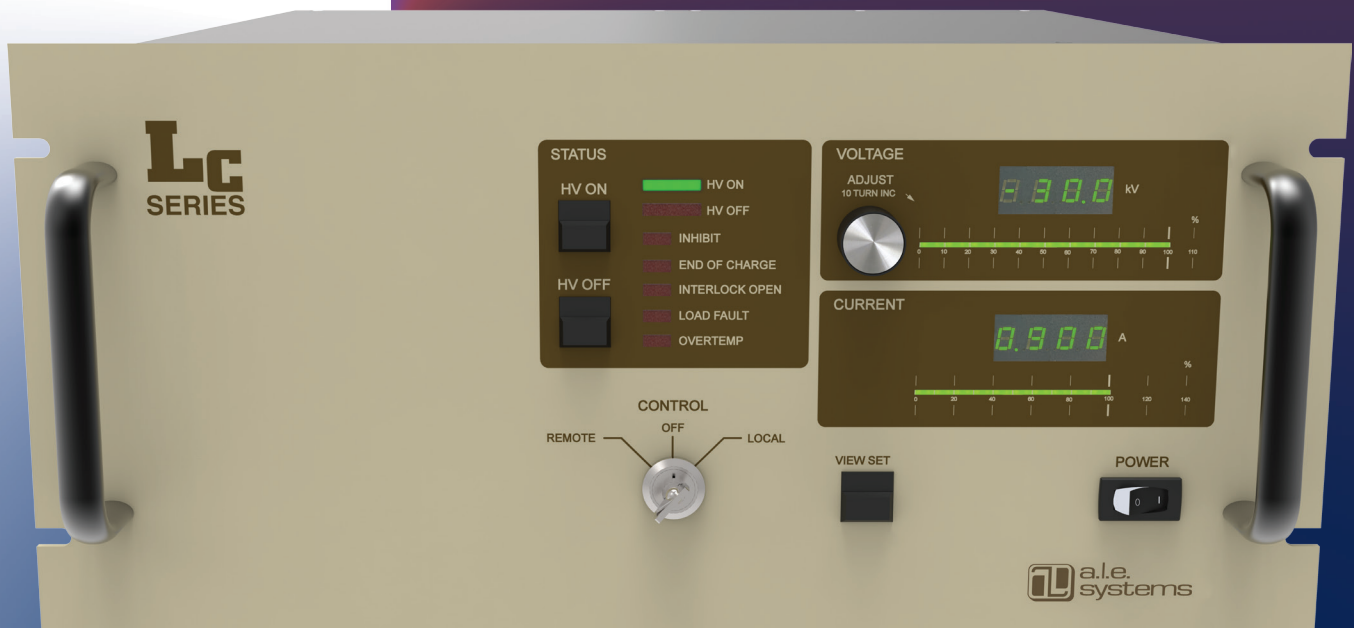 Lc
SERIES
STATUS
HV ON
HV OFF
HV ON
HV OFF
INHIBIT
END OF CHARGE
INTERLOCK OPEN
LOAD FAULT
OVERTEMP
VOLTAGE
ADJUST
10 TURN INC
-30.0 kV
%
0 10 20 30 40 50 60 70 80 90 100 110
CURRENT
0.900 A
%
0 20 40 60 80 100 120 140
CONTROL
REMOTE OFF LOCAL
VIEW SET
POWER
O I
a.l.e.
systems